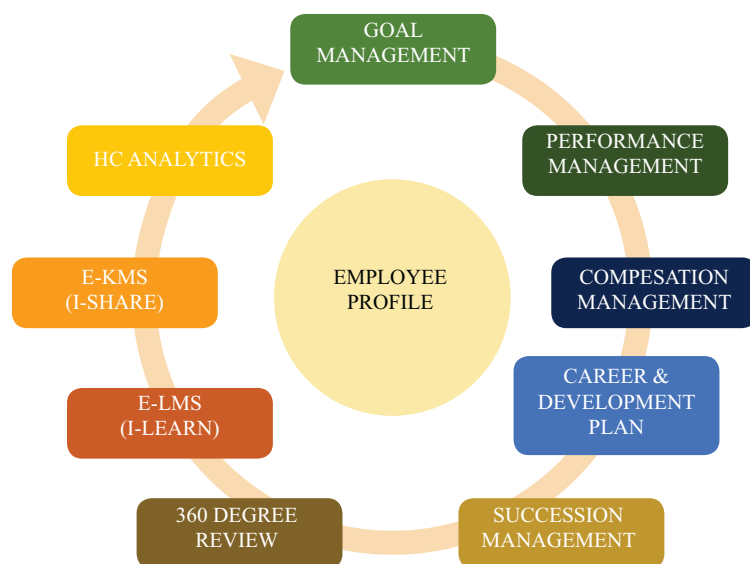 GOAL
MANAGEMENT
PERFORMANCE
MANAGEMENT
COMPESATION
MANAGEMENT
CAREER &
DEVELOPMENT
PLAN
SUCCESSION
MANAGEMENT
360 DEGREE
REVIEW
E-LMS
(I-LEARN)
E-KMS
(I-SHARE)
HC ANALYTICS
EMPLOYEE
PROFILE